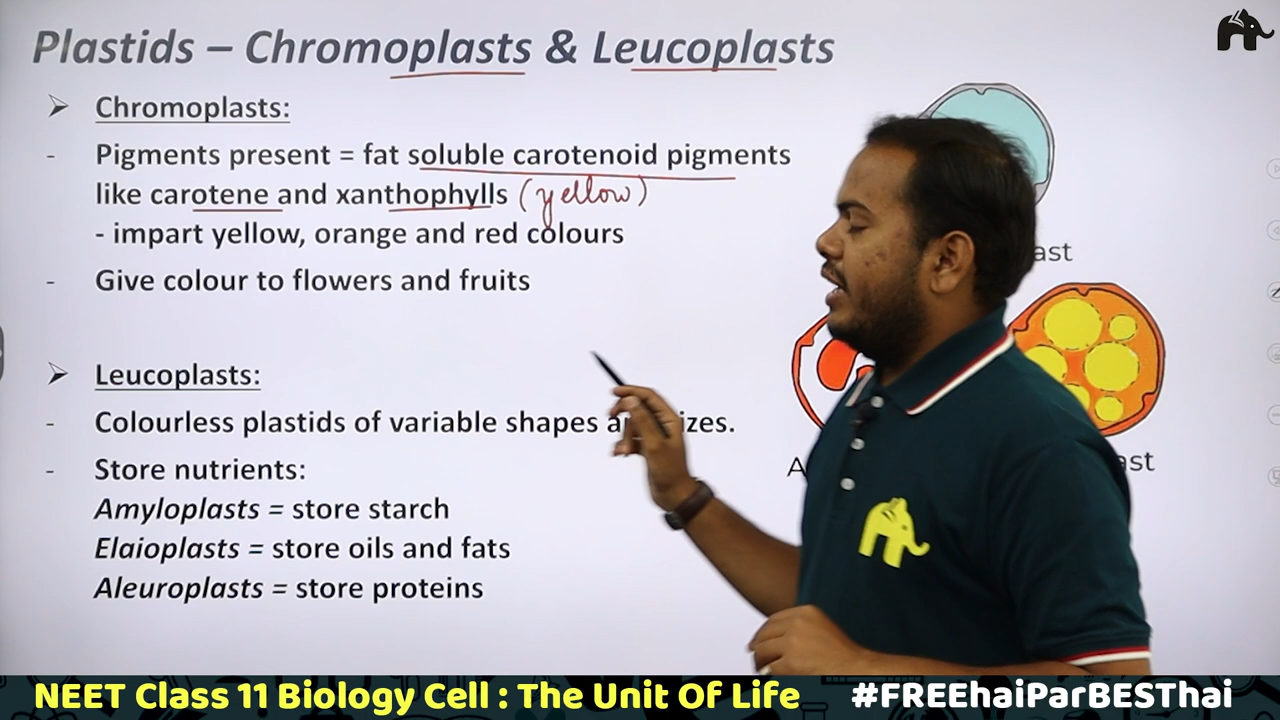 Plastids – Chromoplasts & Leucoplasts
➢ Chromoplasts:
- Pigments present = fat soluble carotenoid pigments
like carotene and xanthophylls (yellow)
- impart yellow, orange and red colours
- Give colour to flowers and fruits
➢ Leucoplasts:
- Colourless plastids of variable shapes a izes.
- Store nutrients:
Amyloplasts = store starch
Elaioplasts = store oils and fats
Aleuroplasts = store proteins
ast
A ast
NEET Class 11 Biology Cell : The Unit Of Life #FREEhaiParBESThai